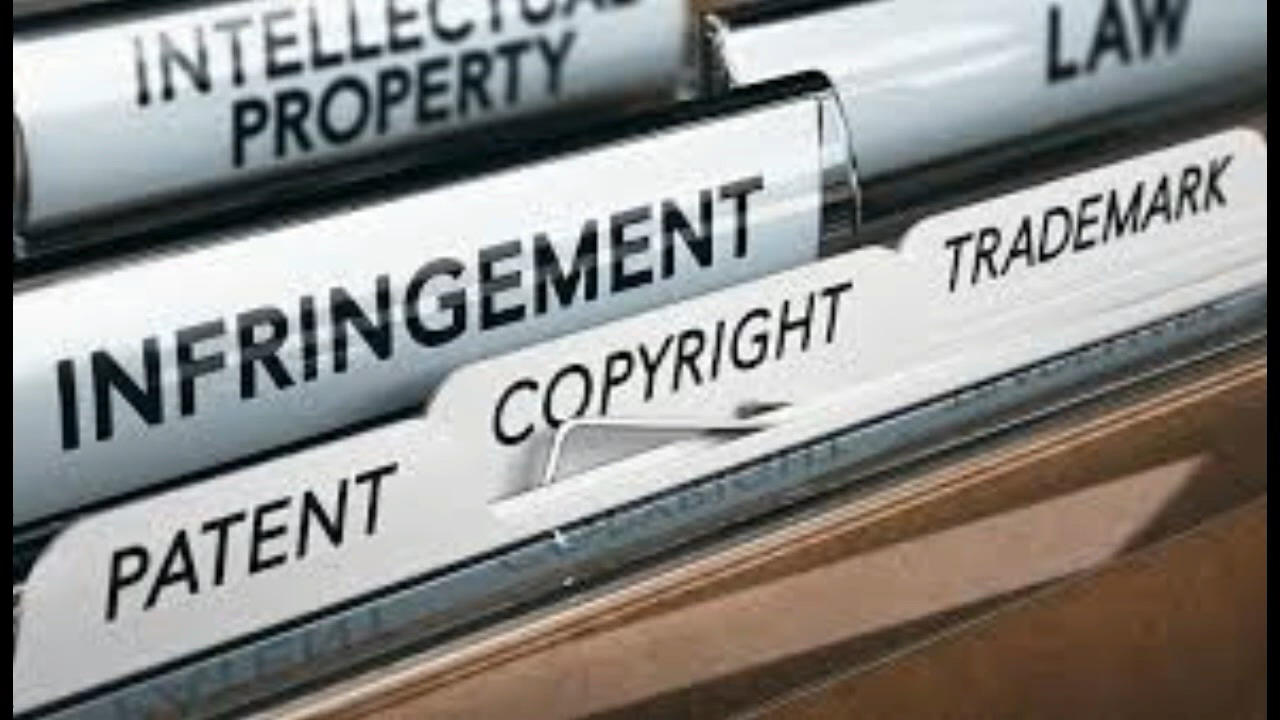 INTELLECTUAL
PROPERTY
LAW
INFRINGEMENT
TRADEMARK
COPYRIGHT
PATENT